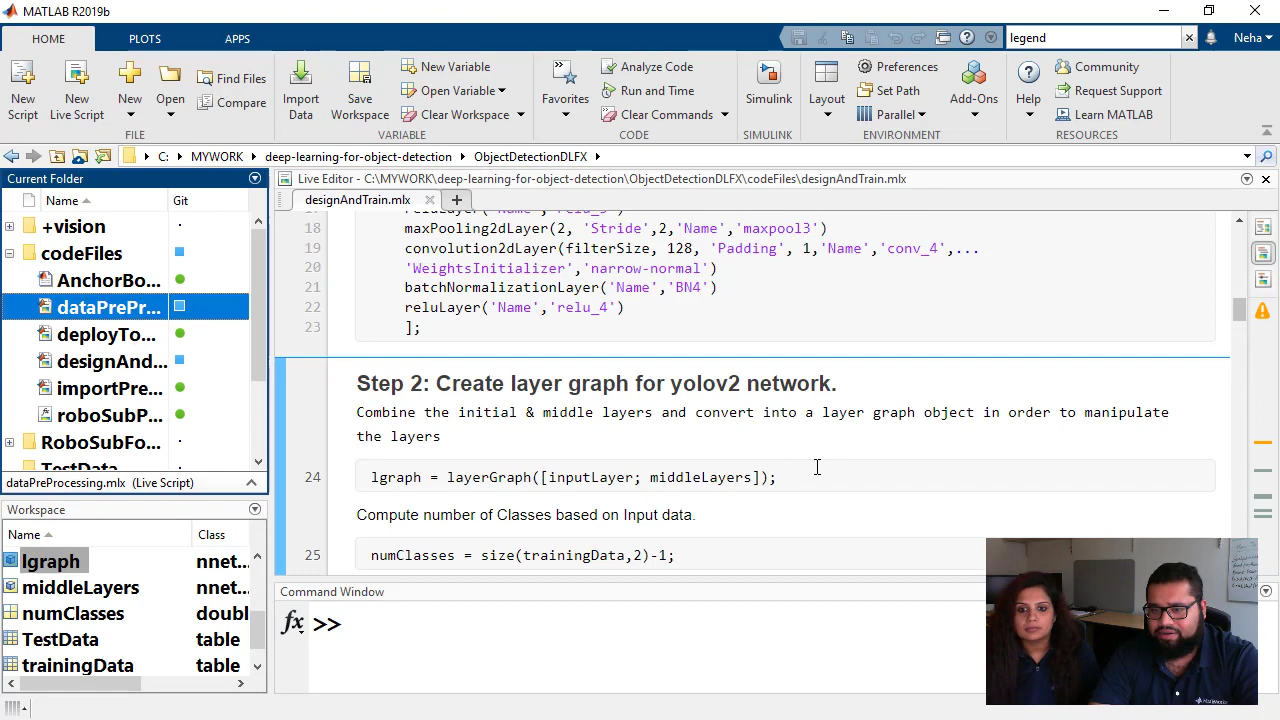 MATLAB R2019b
HOME PLOTS APPS legend Neha
New Script
New Live Script
New
Open
Find Files
Compare
FILE
Import Data
Save Workspace
New Variable
Open Variable
Clear Workspace
VARIABLE
Favorites
Analyze Code
Run and Time
Clear Commands
CODE
Simulink
SIMULINK
Layout
Preferences
Set Path
Parallel
Add-Ons
ENVIRONMENT
Help
Community
Request Support
Learn MATLAB
RESOURCES
C: MYWORK deep-learning-for-object-detection ObjectDetectionDLFX
Current Folder
Name Git
+vision
codeFiles
AnchorBo...
dataPrePr...
deployTo...
designAnd...
importPre...
roboSubP...
RoboSubFo...
TestData
dataPreProcessing.mlx (Live Script)
Workspace
Name Class
lgraph nnet...
middleLayers nnet...
numClasses doubl
TestData table
trainingData table
Live Editor - C:\MYWORK\deep-learning-for-object-detection\ObjectDetectionDLFX\codeFiles\designAndTrain.mlx
designAndTrain.mlx
17 reluLayer('Name','relu_3')
18 maxPooling2dLayer(2, 'Stride',2,'Name','maxpool3')
19 convolution2dLayer(filterSize, 128, 'Padding', 1,'Name','conv_4',...
20 'WeightsInitializer','narrow-normal')
21 batchNormalizationLayer('Name','BN4')
22 reluLayer('Name','relu_4')
23 ];
Step 2: Create layer graph for yolov2 network.
Combine the initial & middle layers and convert into a layer graph object in order to manipulate
the layers
24 lgraph = layerGraph([inputLayer; middleLayers]);
Compute number of Classes based on Input data.
25 numClasses = size(trainingData,2)-1;
Command Window
fx >>
MathWorks